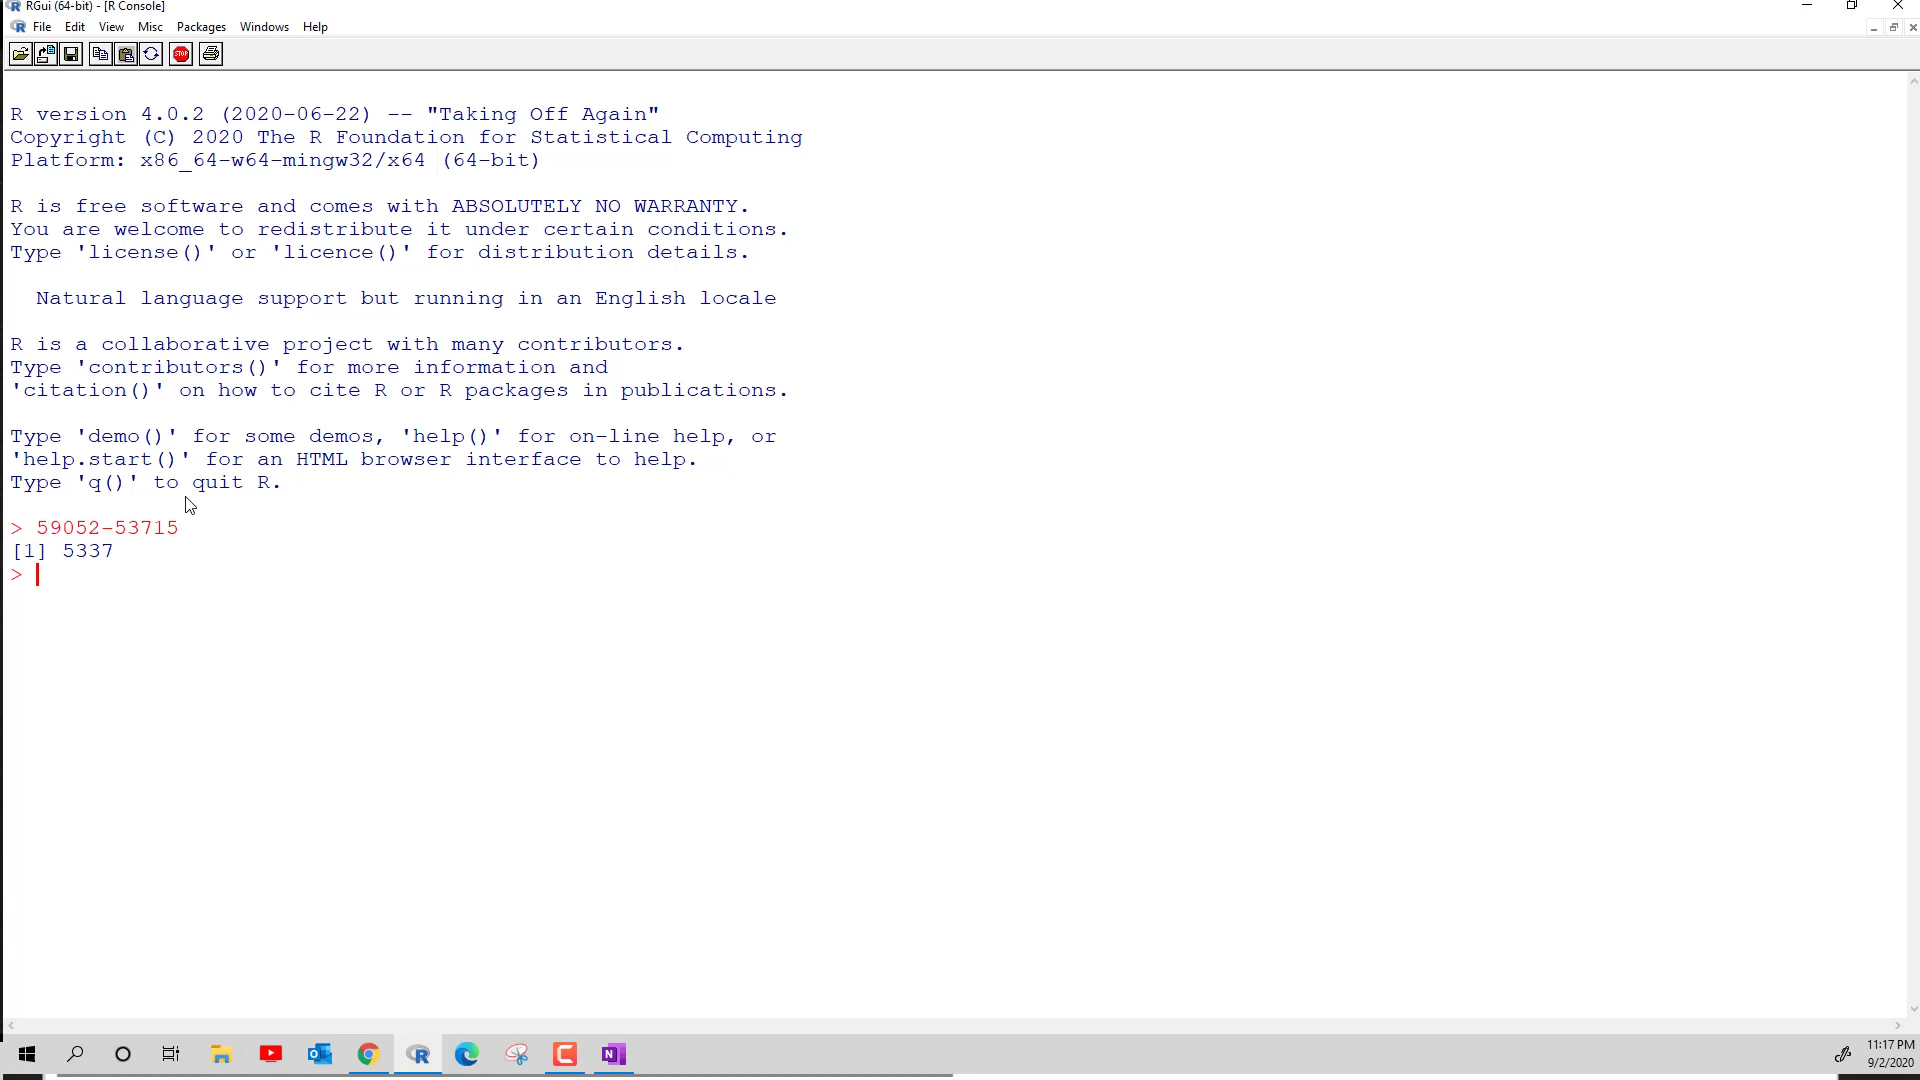 RGui (64-bit) - [R Console]
File Edit View Misc Packages Windows Help
STOP
R version 4.0.2 (2020-06-22) -- "Taking Off Again"
Copyright (C) 2020 The R Foundation for Statistical Computing
Platform: x86_64-w64-mingw32/x64 (64-bit)
R is free software and comes with ABSOLUTELY NO WARRANTY.
You are welcome to redistribute it under certain conditions.
Type 'license()' or 'licence()' for distribution details.
Natural language support but running in an English locale
R is a collaborative project with many contributors.
Type 'contributors()' for more information and
'citation()' on how to cite R or R packages in publications.
Type 'demo()' for some demos, 'help()' for on-line help, or
'help.start()' for an HTML browser interface to help.
Type 'q()' to quit R.
> 59052-53715
[1] 5337
>
11:17 PM
9/2/2020